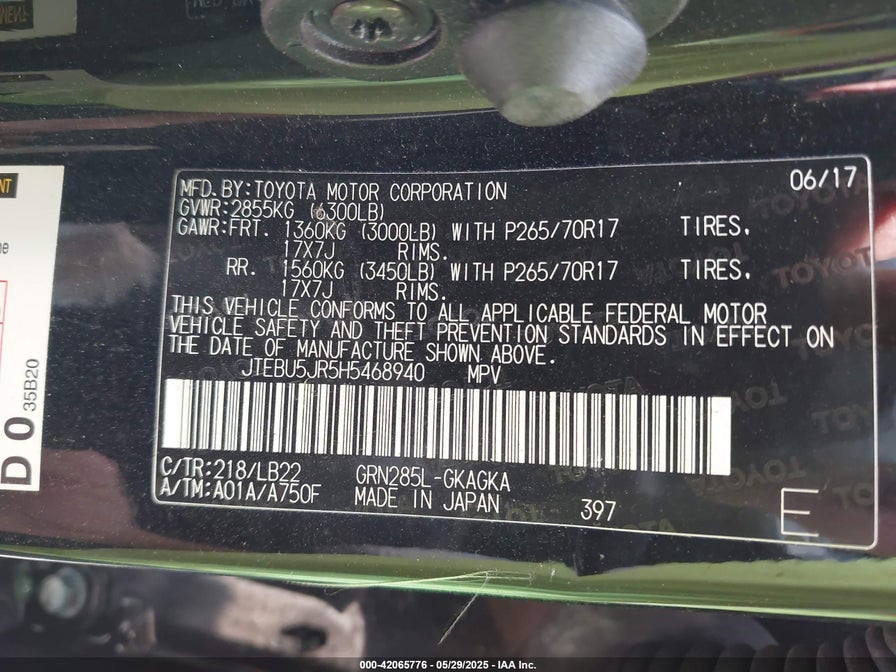 NT
ne
D 0 35B20
MFD. BY:TOYOTA MOTOR CORPORATION 06/17
GVWR:2855KG (6300LB)
GAWR:FRT. 1360KG (3000LB) WITH P265/70R17 TIRES.
17X7J RIMS.
RR. 1560KG (3450LB) WITH P265/70R17 TIRES.
17X7J RIMS.
THIS VEHICLE CONFORMS TO ALL APPLICABLE FEDERAL MOTOR
VEHICLE SAFETY AND THEFT PREVENTION STANDARDS IN EFFECT ON
THE DATE OF MANUFACTURE SHOWN ABOVE.
JTEBU5JR5H5468940 MPV
C/TR:218/LB22 GRN285L-GKAGKA
A/TM:A01A/A750F MADE IN JAPAN 397 E
000-42065776 - 05/29/2025 - IAA Inc.